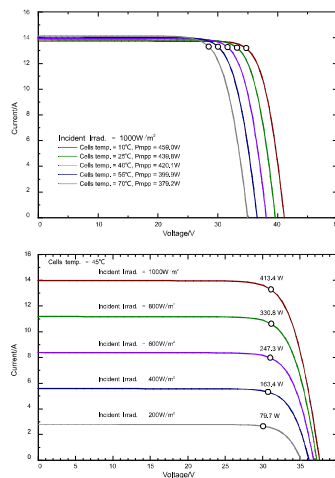 16
14
12
10
8
6
4
2
0
Current/A
Incident Irrad. = 1000W/m²
Cells temp. = 10℃, Pmpp = 459.0W
Cells temp. = 25℃, Pmpp = 439.8W
Cells temp. = 40℃, Pmpp = 420.1W
Cells temp. = 55℃, Pmpp = 399.9W
Cells temp. = 70℃, Pmpp = 379.2W
0 10 20 30 40
Voltage/V
16
14
12
10
8
6
4
2
0
Current/A
Cells temp. = 45℃
Incident Irrad. = 1000W/m²
413.4 W
Incident Irrad. = 800W/m²
330.8 W
Incident Irrad. = 600W/m²
247.3 W
Incident Irrad. 400W/m²
163.4 W
Incident Irrad. 200W/m²
79.7 W
0 5 10 15 20 25 30 35
Voltage/V